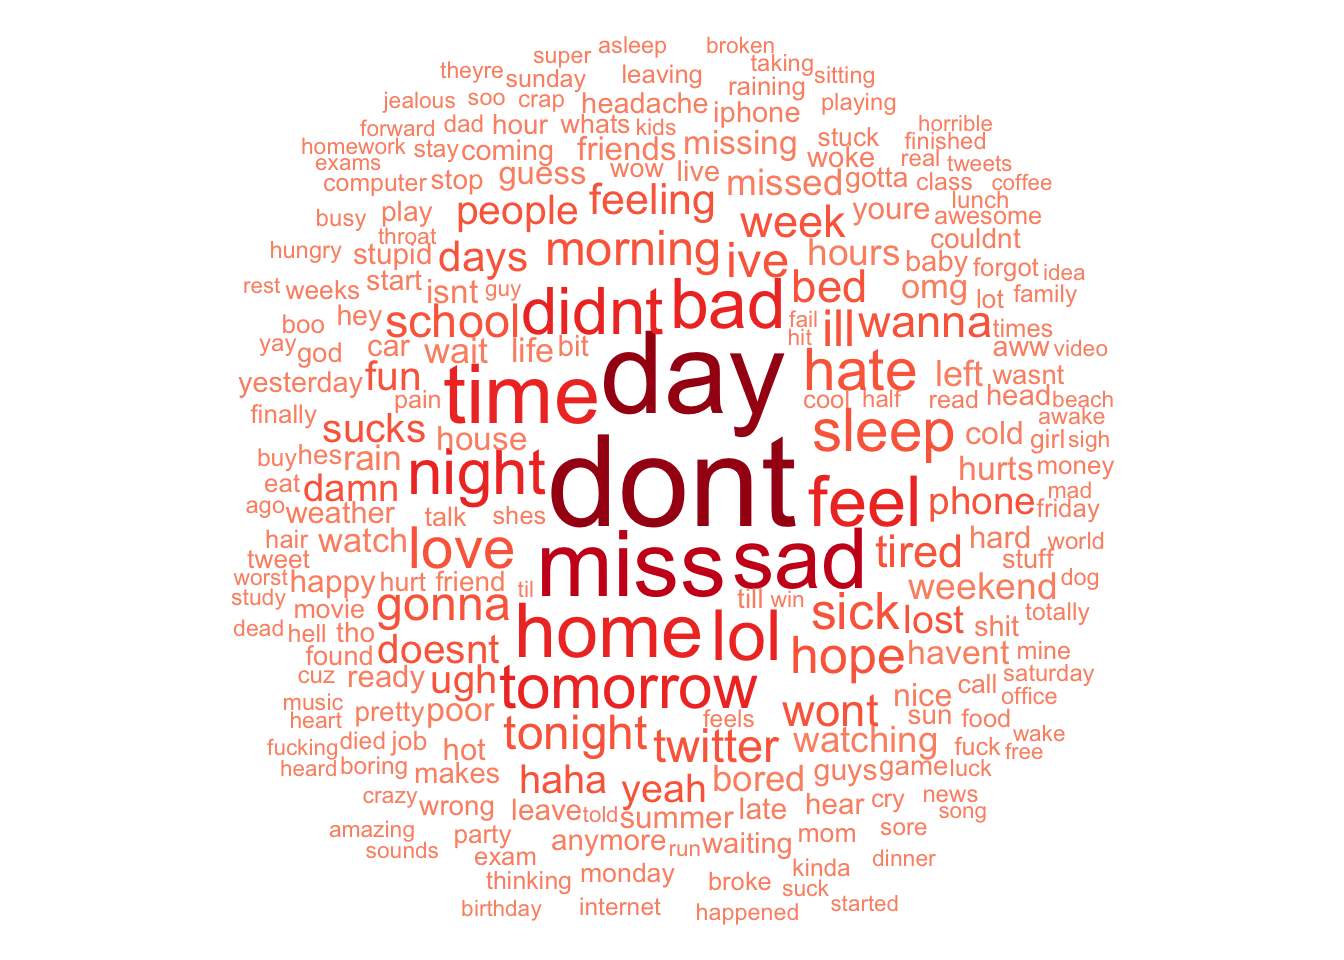 asleep
broken
super
taking
theyre
sunday
leaving
raining
sitting
jealous
soo
crap
headache
iphone
playing
forward
dad
hour
whats
kids
stuck
horrible
finished
homework
stay
coming
friends
missing
woke
real
tweets
exams
computer
stop
guess
wow
live
missed
gotta
class
coffee
busy
play
people
feeling
week
youre
lunch
awesome
throat
couldnt
hungry
stupid
days
morning
ive
hours
baby
forgot
idea
rest
weeks
start
isnt
guy
bed
omg
lot
family
boo
hey
school
didnt
bad
fail
hit
ill
wanna
times
yay
god
car
wait
life
bit
day
aww
video
yesterday
fun
time
hate
left
wasnt
pain
cool
half
read
head
beach
finally
sucks
house
sleep
cold
awake
girl
sigh
buy
hes
rain
night
dont
hurts
money
eat
damn
feel
phone
mad
friday
ago
weather
talk
shes
hair
watch
love
miss
sad
tired
hard
world
tweet
stuff
worst
happy
hurt
friend
til
till
win
weekend
dog
study
movie
gonna
sick
lost
shit
totally
dead
hell
tho
home
lol
found
doesnt
hope
havent
mine
cuz
ready
ugh
tomorrow
saturday
music
heart
pretty
poor
feels
wont
nice
call
office
sun
food
fucking
died
job
hot
tonight
twitter
watching
fuck
wake
free
heard
boring
makes
haha
yeah
bored
guys
game
luck
crazy
wrong
leave
told
summer
late
hear
cry
news
song
amazing
party
anymore
run
waiting
mom
sore
sounds
exam
dinner
thinking
monday
broke
kinda
suck
birthday
internet
happened
started